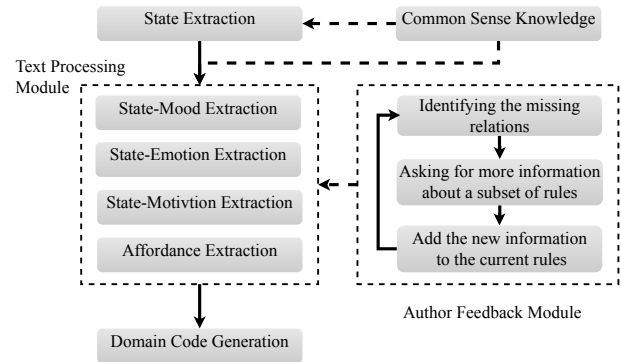 State Extraction
Common Sense Knowledge
Text Processing
Module
State-Mood Extraction
State-Emotion Extraction
State-Motivtion Extraction
Affordance Extraction
Identifying the missing
relations
Asking for more information
about a subset of rules
Add the new information
to the current rules
Author Feedback Module
Domain Code Generation